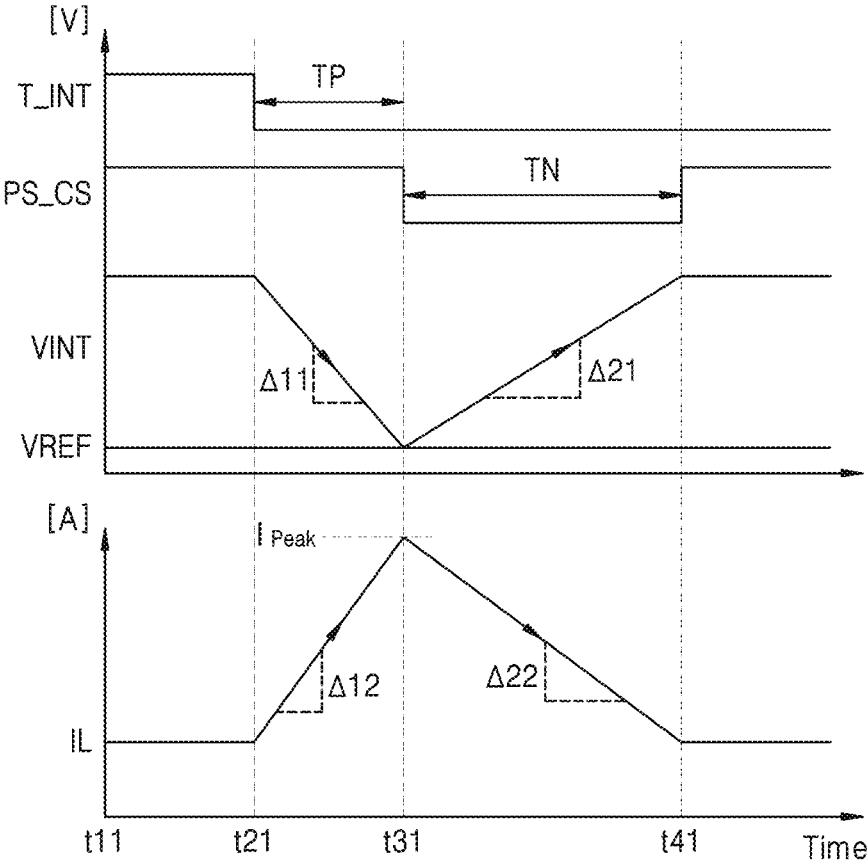 [V]
T_INT
TP
PS_CS
TN
VINT
Δ11
Δ21
VREF
[A]
I Peak
Δ12
Δ22
IL
t11 t21 t31 t41 Time